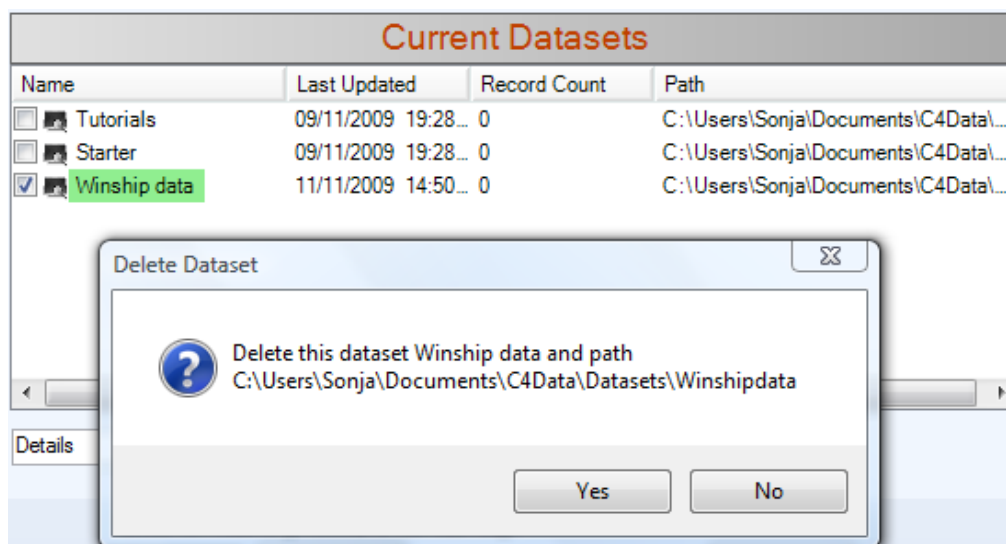 Current Datasets
Name Last Updated Record Count Path
Tutorials 09/11/2009 19:28... 0 C:\Users\Sonja\Documents\C4Data\...
Starter 09/11/2009 19:28... 0 C:\Users\Sonja\Documents\C4Data\...
Winship data 11/11/2009 14:50... 0 C:\Users\Sonja\Documents\C4Data\...
Delete Dataset
Delete this dataset Winship data and path
C:\Users\Sonja\Documents\C4Data\Datasets\Winshipdata
Details
Yes No